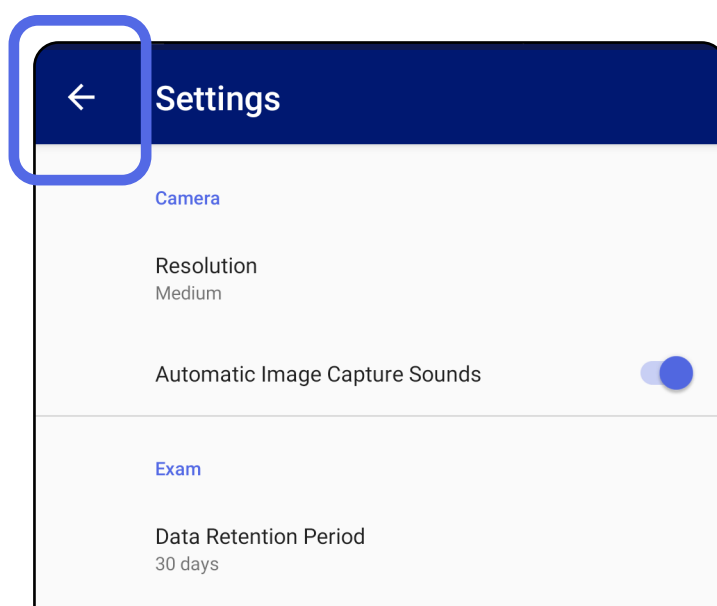 Settings
Camera
Resolution
Medium
Automatic Image Capture Sounds
Exam
Data Retention Period
30 days